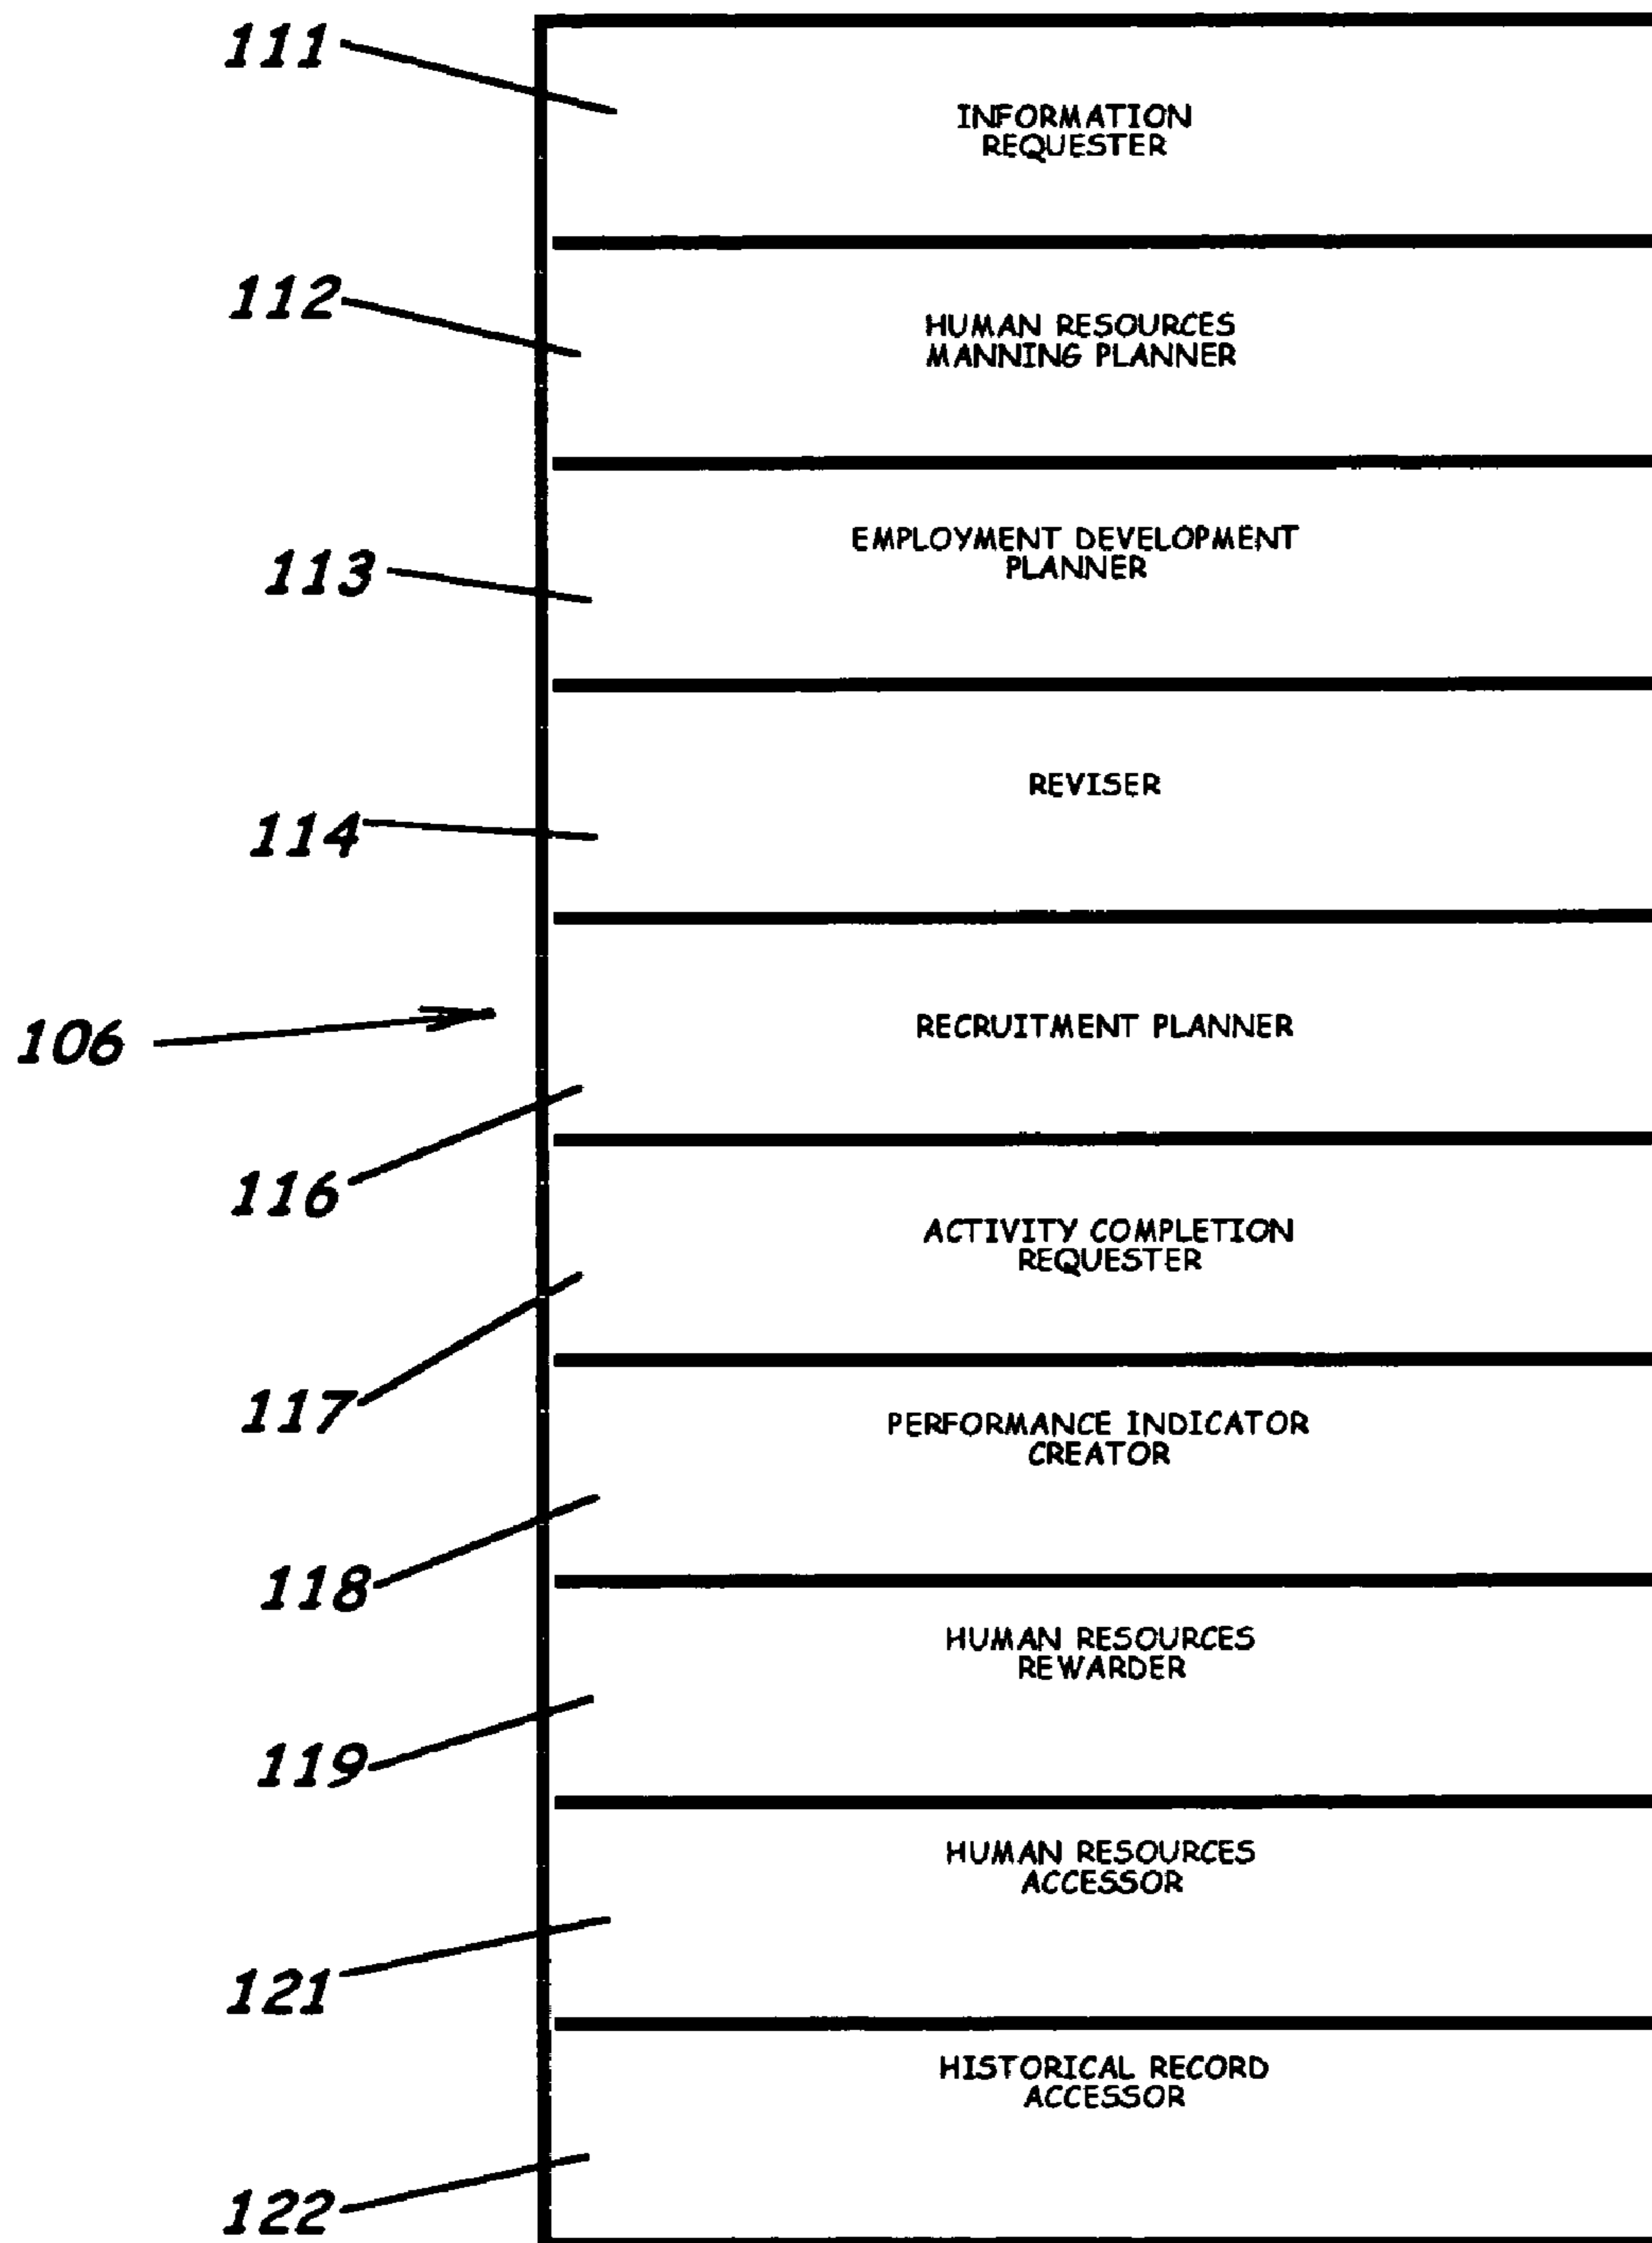 111
INFORMATION
REQUESTER
112
HUMAN RESOURCES
MANNING PLANNER
113
EMPLOYMENT DEVELOPMENT
PLANNER
REVISER
114
106
RECRUITMENT PLANNER
116
ACTIVITY COMPLETION
REQUESTER
117
PERFORMANCE INDICATOR
CREATOR
118
HUMAN RESOURCES
REWARDER
119
HUMAN RESOURCES
ACCESSOR
121
HISTORICAL RECORD
ACCESSOR
122